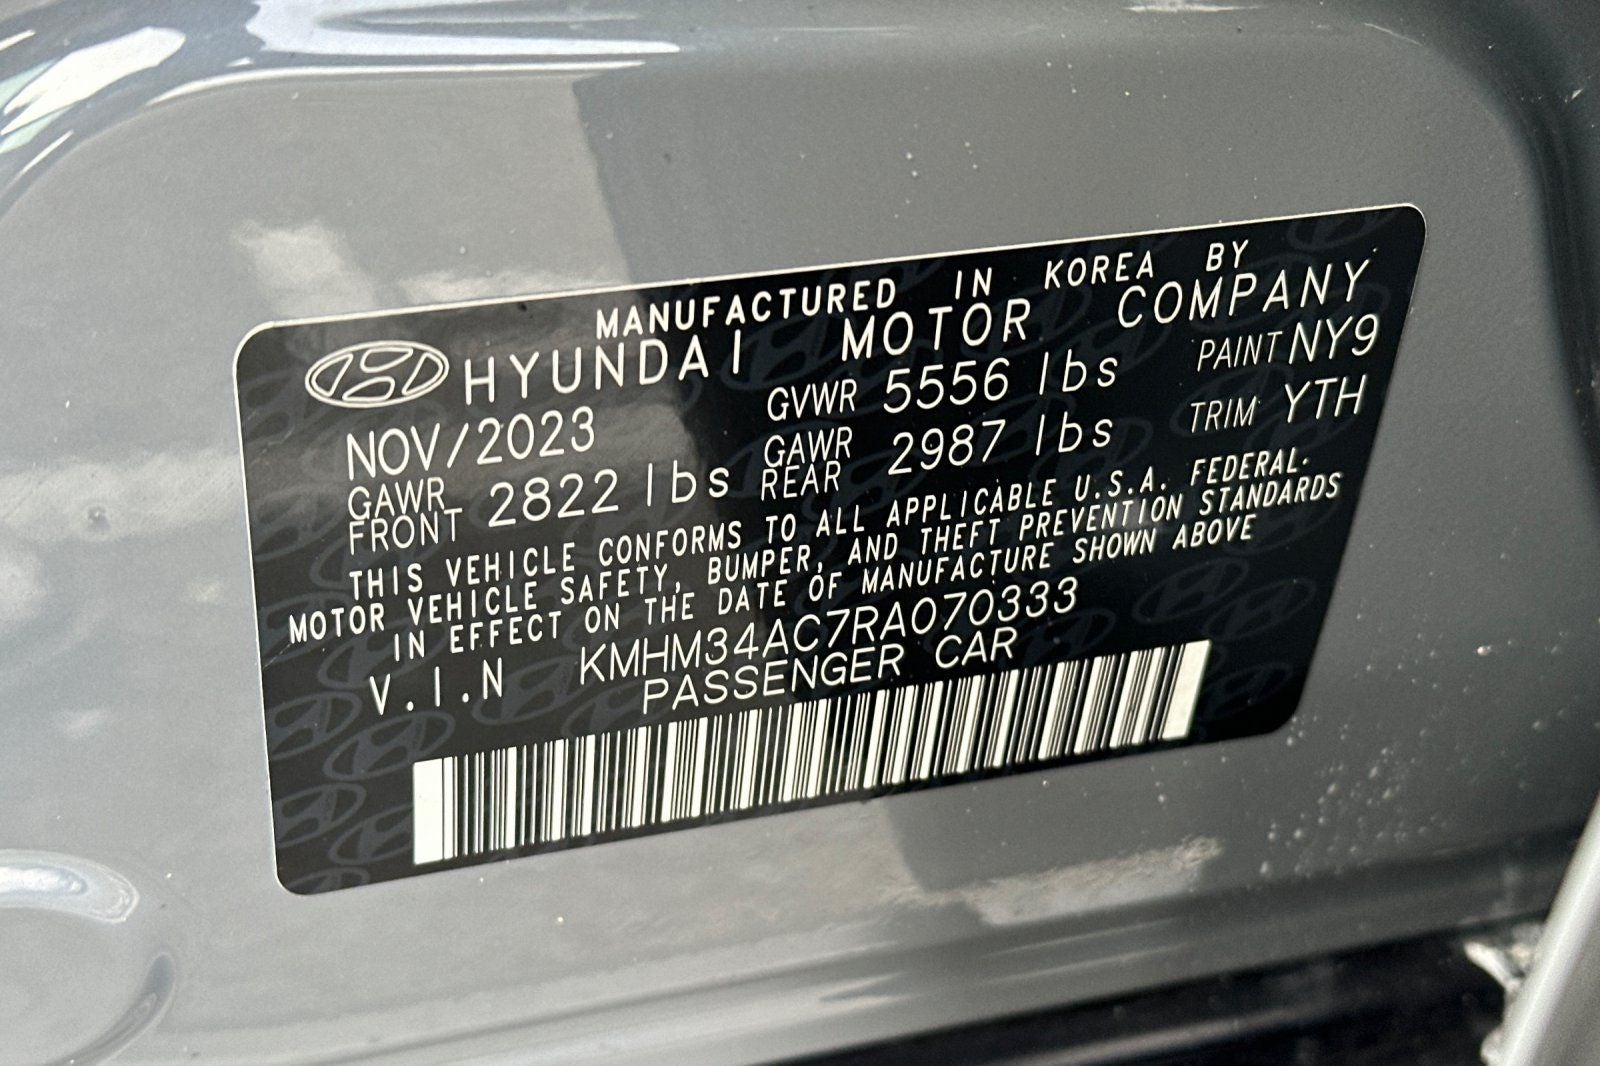 MANUFACTURED IN KOREA BY
HYUNDAI MOTOR COMPANY
NOV/2023 GVWR 5556 lbs PAINT NY9
GAWR FRONT 2822 lbs GAWR REAR 2987 lbs TRIM YTH
THIS VEHICLE CONFORMS TO ALL APPLICABLE U.S.A. FEDERAL.
MOTOR VEHICLE SAFETY, BUMPER, AND THEFT PREVENTION STANDARDS
IN EFFECT ON THE DATE OF MANUFACTURE SHOWN ABOVE
V.I.N KMHM34AC7RA070333
PASSENGER CAR